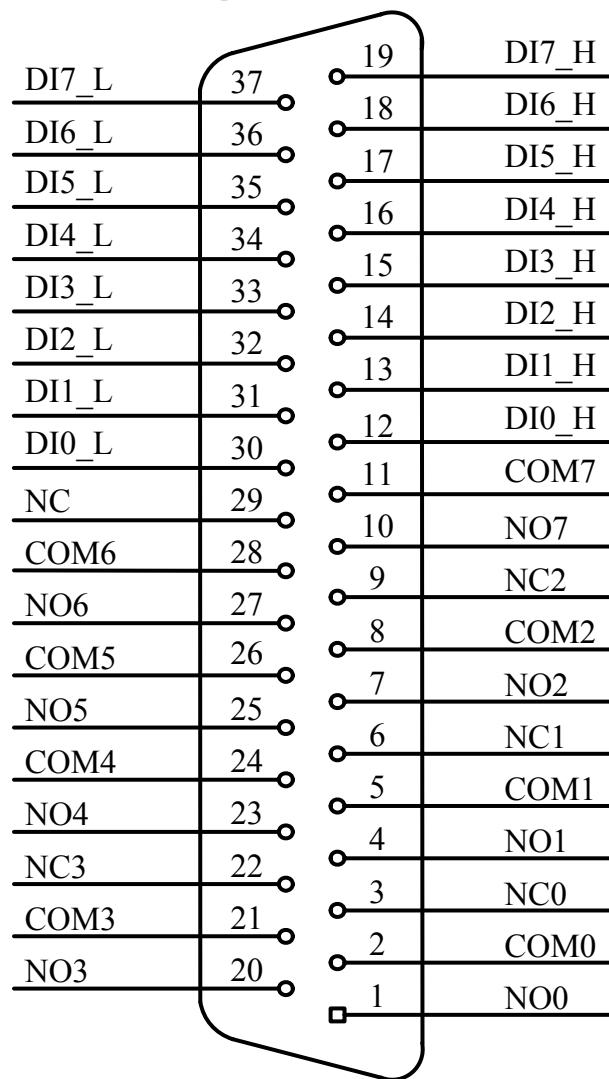 19 DI7_H
DI7_L 37
18 DI6_H
DI6_L 36
17 DI5_H
DI5_L 35
16 DI4_H
DI4_L 34
15 DI3_H
DI3_L 33
14 DI2_H
DI2_L 32
13 DI1_H
DI1_L 31
12 DI0_H
DI0_L 30
11 COM7
NC 29
10 NO7
COM6 28
9 NC2
NO6 27
8 COM2
COM5 26
7 NO2
NO5 25
6 NC1
COM4 24
5 COM1
NO4 23
4 NO1
NC3 22
3 NC0
COM3 21
2 COM0
NO3 20
1 NO0